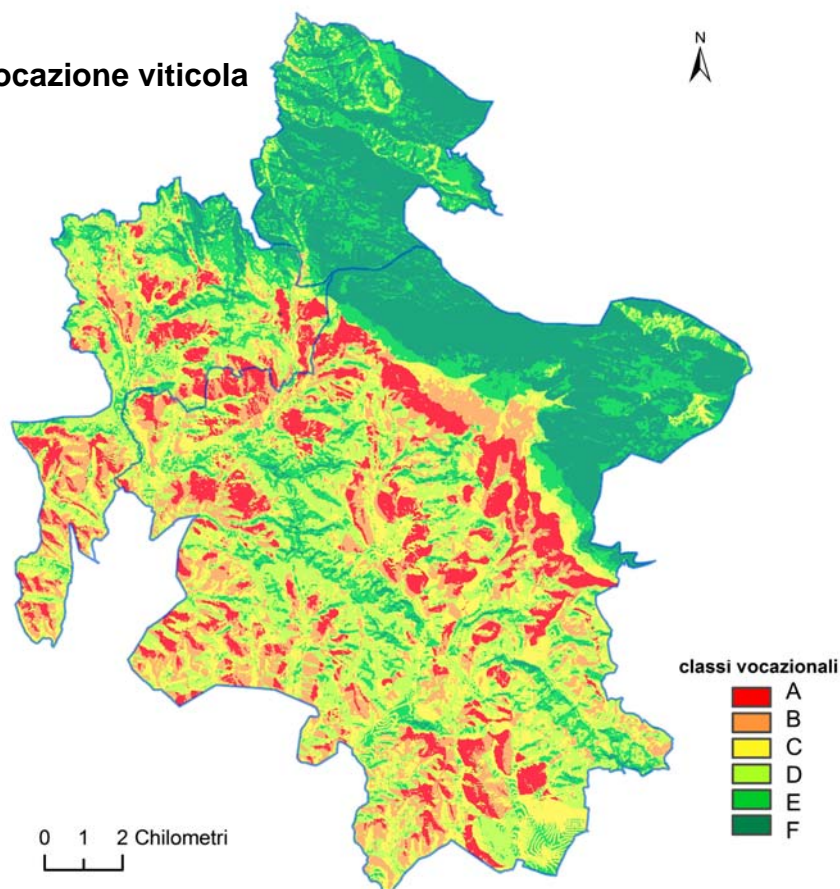 ocazione viticola
N
classi vocazionali
A
B
C
D
E
F
0 1 2 Chilometri